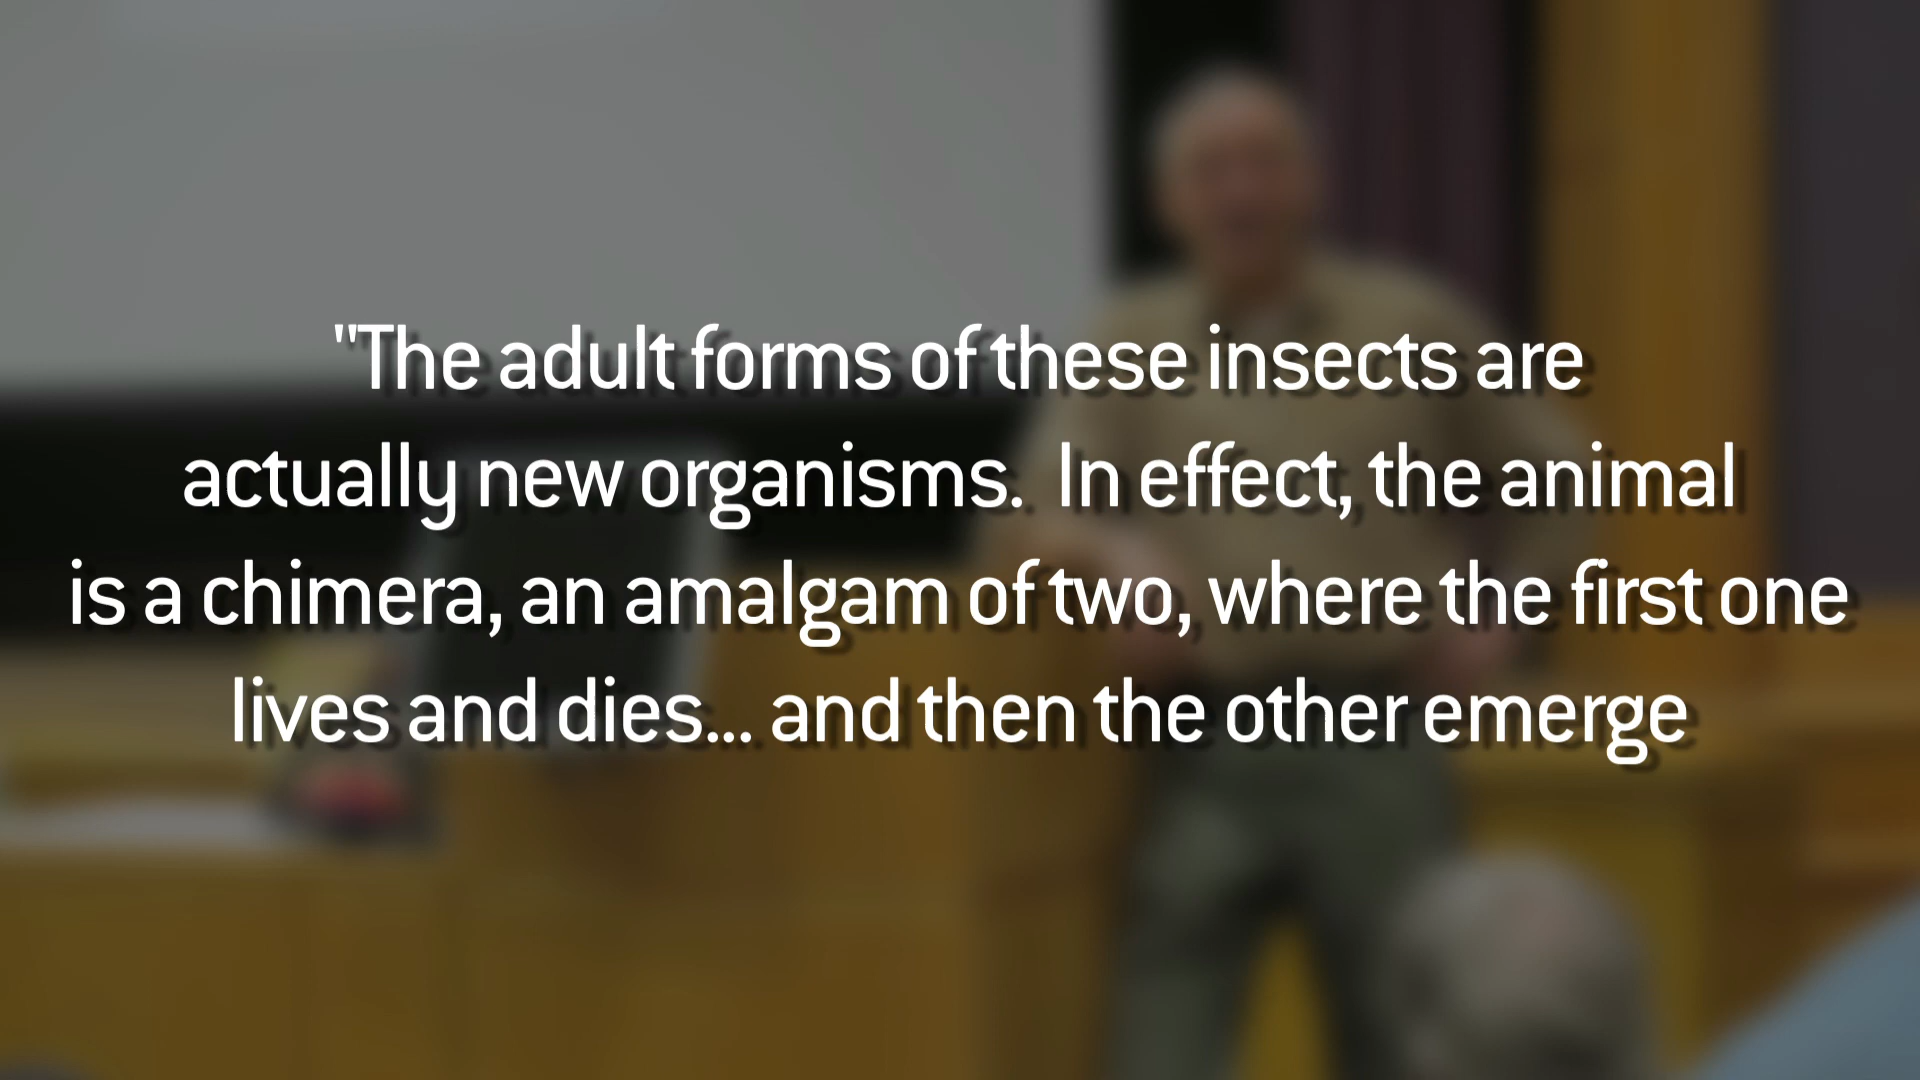 "The adult forms of these insects are
actually new organisms.  In effect, the animal
is a chimera, an amalgam of two, where the first one
lives and dies... and then the other emerge